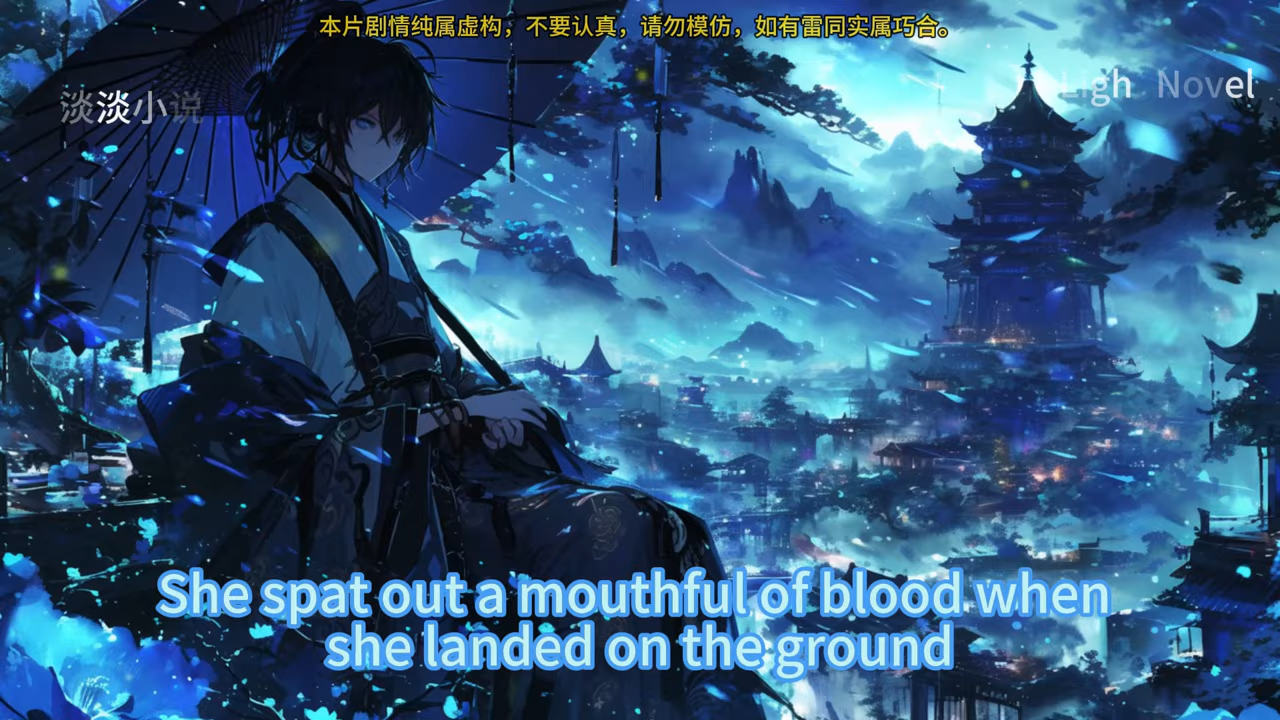 本片剧情纯属虚构，不要认真，请勿模仿，如有雷同实属巧合。
淡淡小说
Ligh Novel
She spat out a mouthful of blood when
she landed on the ground